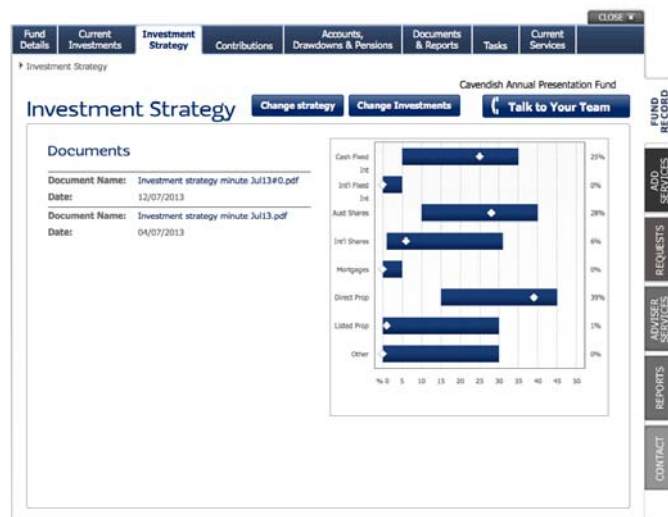 CLOSE ▼
Fund Details
Current Investments
Investment Strategy
Contributions
Accounts, Drawdowns & Pensions
Documents & Reports
Tasks
Current Services
Investment Strategy
Cavendish Annual Presentation Fund
Investment Strategy
Change strategy
Change Investments
Talk to Your Team
Documents
Document Name: Investment strategy minute Jul13#0.pdf
Date: 12/07/2013
Document Name: Investment strategy minute Jul13.pdf
Date: 04/07/2013
Cash Fixed Int 25%
Int'l Fixed Int 0%
Aust Shares 28%
Int'l Shares 6%
Mortgages 0%
Direct Prop 39%
Listed Prop 1%
Other 0%
% 0 5 10 15 20 25 30 35 40 45 50
FUND RECORD
ADD SERVICES
REQUESTS
ADVISER SERVICES
REPORTS
CONTACT